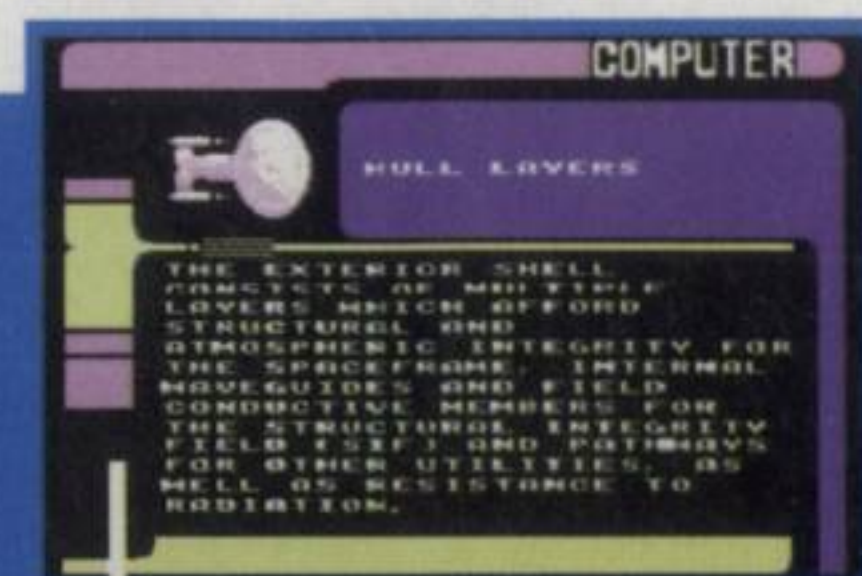 COMPUTER
HULL LAYERS
THE EXTERIOR SHELL
CONSISTS OF MULTIPLE
LAYERS WHICH AFFORD
STRUCTURAL AND
ATMOSPHERIC INTEGRITY FOR
THE SPACEFRAME, INTERNAL
WAVEGUIDES AND FIELD
CONDUCTIVE MEMBERS FOR
THE STRUCTURAL INTEGRITY
FIELD (SIF) AND PATHWAYS
FOR OTHER UTILITIES, AS
WELL AS RESISTANCE TO
RADIATION.